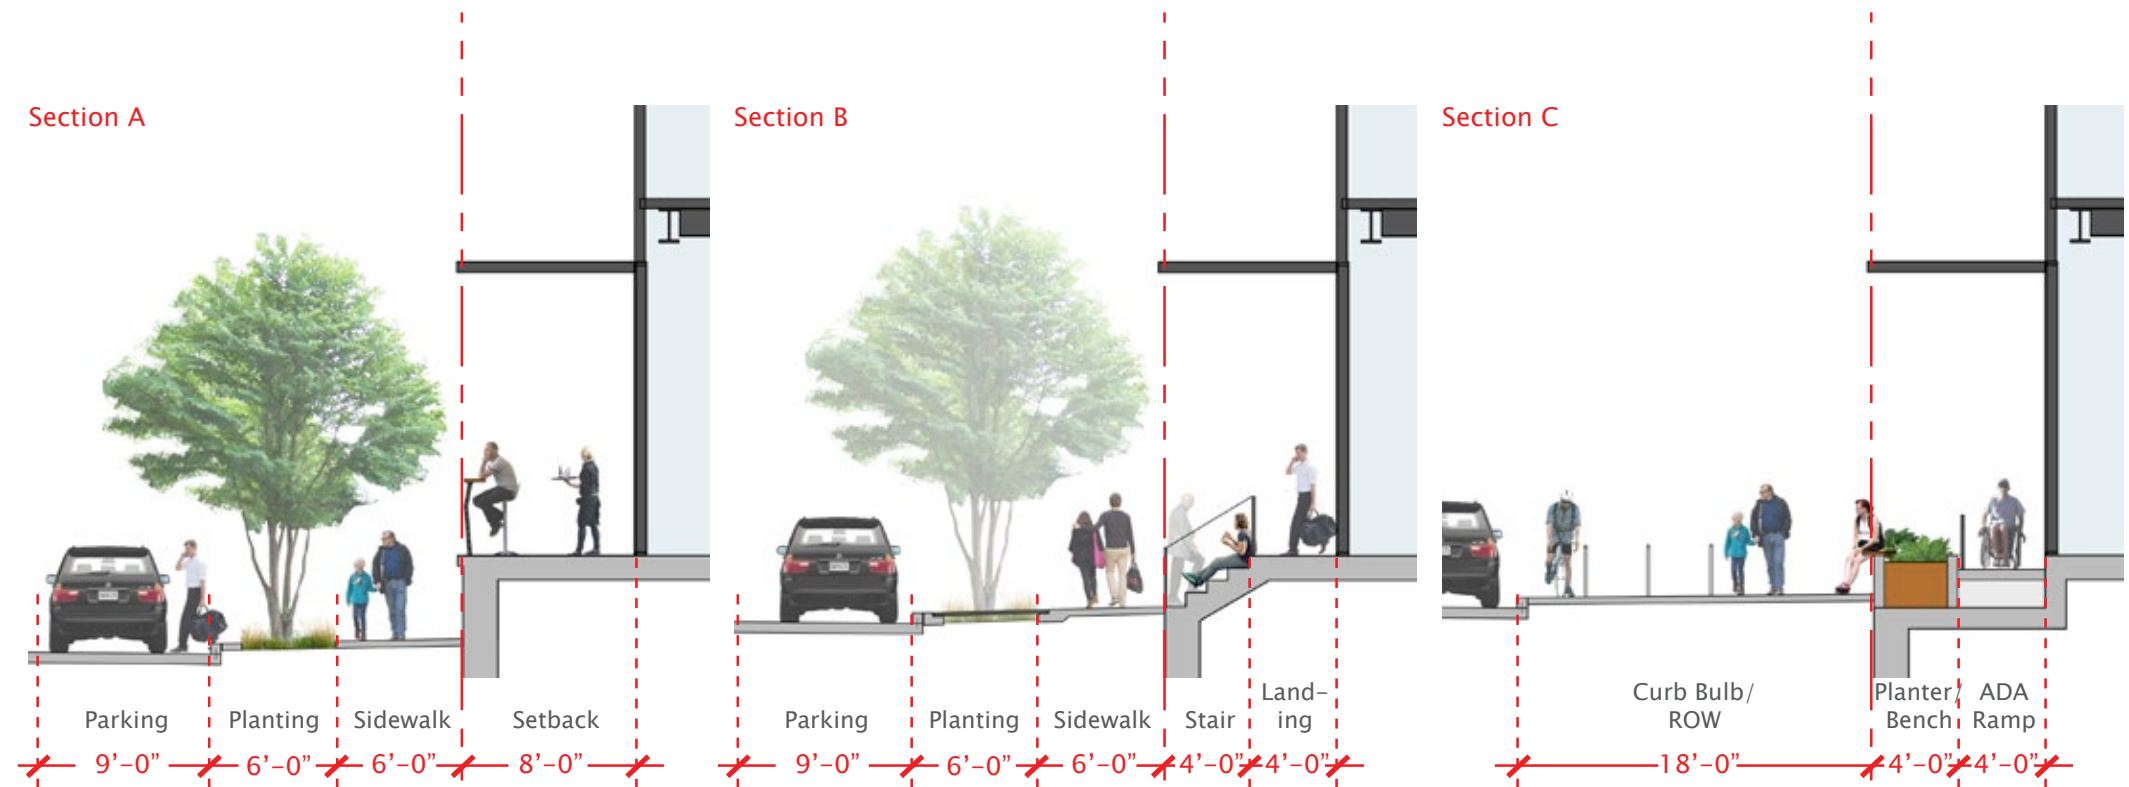 Section A
Section B
Section C
Parking
Planting
Sidewalk
Setback
9’-0”
6’-0”
6’-0”
8’-0”
Parking
Planting
Sidewalk
Stair
Land-
ing
9’-0”
6’-0”
6’-0”
4’-0”
4’-0”
Curb Bulb/
ROW
Planter/
Bench
ADA
Ramp
18’-0”
4’-0”
4’-0”